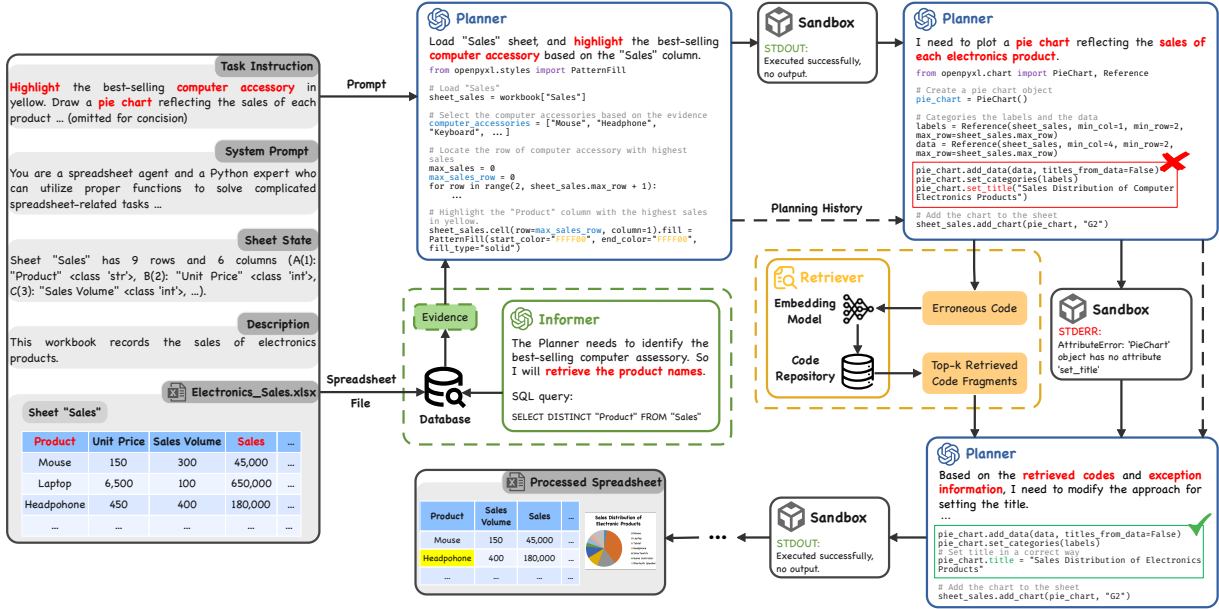 Task Instruction
Highlight the best-selling computer accessory in
yellow. Draw a pie chart reflecting the sales of each
product ... (omitted for concision)
System Prompt
You are a spreadsheet agent and a Python expert who
can utilize proper functions to solve complicated
spreadsheet-related tasks ...
Sheet State
Sheet "Sales" has 9 rows and 6 columns (A(1):
"Product" <class 'str'>, B(2): "Unit Price" <class 'int'>,
C(3): "Sales Volume" <class 'int'>, ...).
Description
This workbook records the sales of electronics
products.
Electronics_Sales.xlsx
Sheet "Sales"
Product Unit Price Sales Volume Sales ...
Mouse 150 300 45,000 ...
Laptop 6,500 100 650,000 ...
Headpohone 450 400 180,000 ...
... ... ... ... ...
Prompt
Spreadsheet
File
Planner
Load "Sales" sheet, and highlight the best-selling
computer accessory based on the "Sales" column.
from openpyxl.styles import PatternFill
# Load "Sales"
sheet_sales = workbook["Sales"]
# Select the computer accessories based on the evidence
computer_accessories = ["Mouse", "Headphone",
"Keyboard", ...]
# Locate the row of computer accessory with highest
sales
max_sales = 0
max_sales_row = 0
for row in range(2, sheet_sales.max_row + 1):
...
# Highlight the "Product" column with the highest sales
in yellow.
sheet_sales.cell(row=max_sales_row, column=1).fill =
PatternFill(start_color="FFFF00", end_color="FFFF00",
fill_type="solid")
Evidence
Database
Informer
The Planner needs to identify the
best-selling computer assessory. So
I will retrieve the product names.
SQL query:
SELECT DISTINCT "Product" FROM "Sales"
Sandbox
STDOUT:
Executed successfully,
no output.
Planning History
Planner
I need to plot a pie chart reflecting the sales of
each electronics product.
from openpyxl.chart import PieChart, Reference
# Create a pie chart object
pie_chart = PieChart()
# Categories the labels and the data
labels = Reference(sheet_sales, min_col=1, min_row=2,
max_row=sheet_sales.max_row)
data = Reference(sheet_sales, min_col=4, min_row=2,
max_row=sheet_sales.max_row)
pie_chart.add_data(data, titles_from_data=False)
pie_chart.set_categories(labels)
pie_chart.set_title("Sales Distribution of Computer
Electronics Products")
# Add the chart to the sheet
sheet_sales.add_chart(pie_chart, "G2")
Retriever
Embedding
Model
Code
Repository
Erroneous Code
Top-k Retrieved
Code Fragments
Sandbox
STDERR:
AttributeError: 'PieChart'
object has no attribute
'set_title'
Planner
Based on the retrieved codes and exception
information, I need to modify the approach for
setting the title.
...
pie_chart.add_data(data, titles_from_data=False)
pie_chart.set_categories(labels)
# Set title in a correct way
pie_chart.title = "Sales Distribution of Electronics
Products"
# Add the chart to the sheet
sheet_sales.add_chart(pie_chart, "G2")
Sandbox
STDOUT:
Executed successfully,
no output.
...
Processed Spreadsheet
Product Sales
Volume Sales ...
Mouse 150 45,000 ...
Headphone 400 180,000 ...
... ... ... ...
Sales Distribution of
Electronic Products